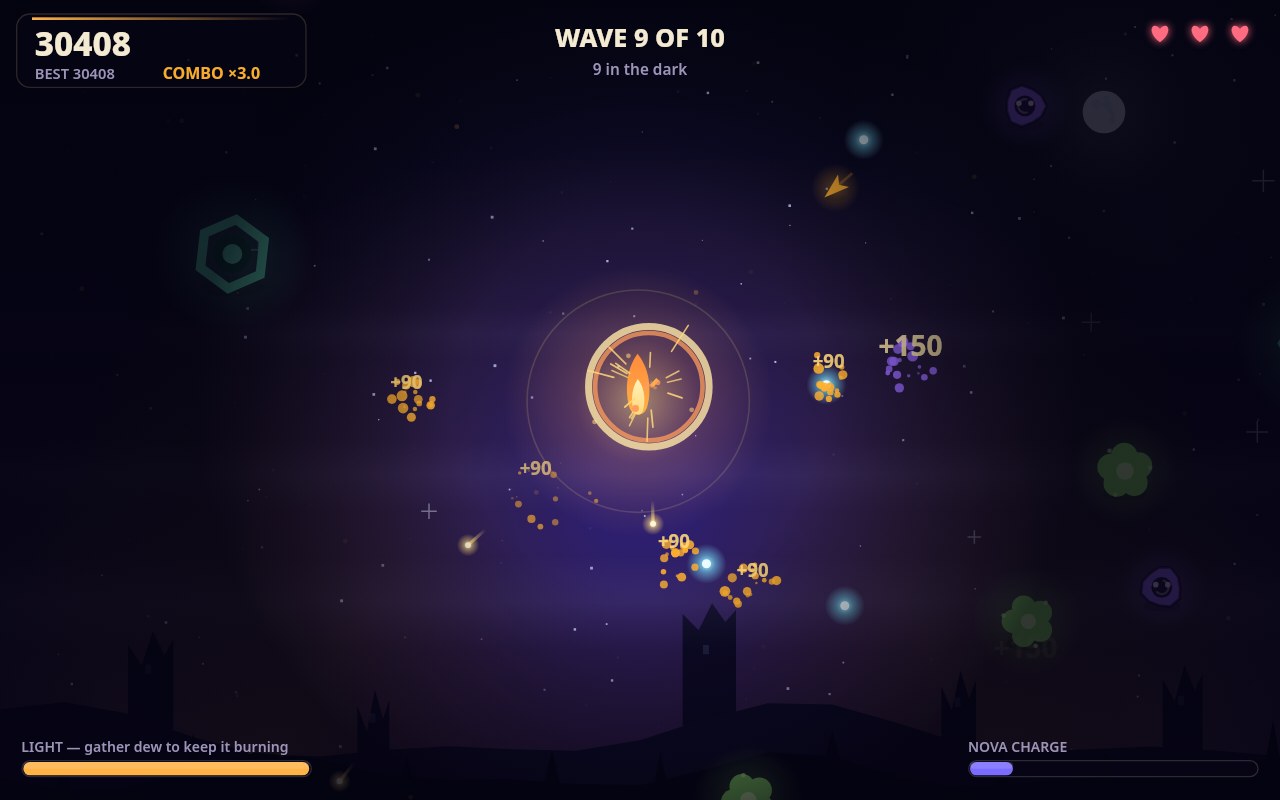 30408
BEST 30408 COMBO ×3.0
WAVE 9 OF 10
9 in the dark
+150
+90
+90
+90
+90
+90
+150
LIGHT — gather dew to keep it burning
NOVA CHARGE